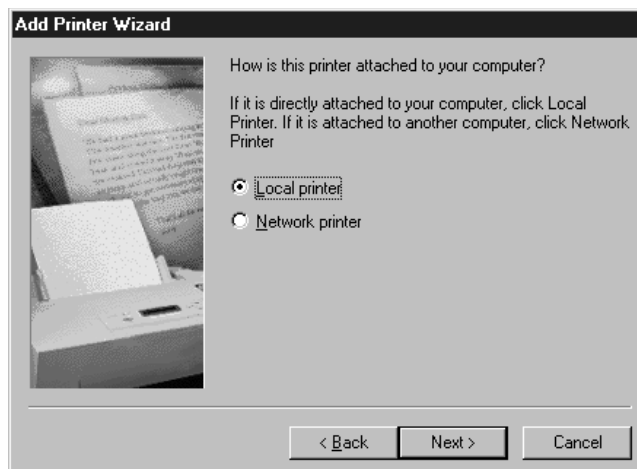 Add Printer Wizard
How is this printer attached to your computer?
If it is directly attached to your computer, click Local
Printer. If it is attached to another computer, click Network
Printer
Local printer
Network printer
< Back
Next >
Cancel